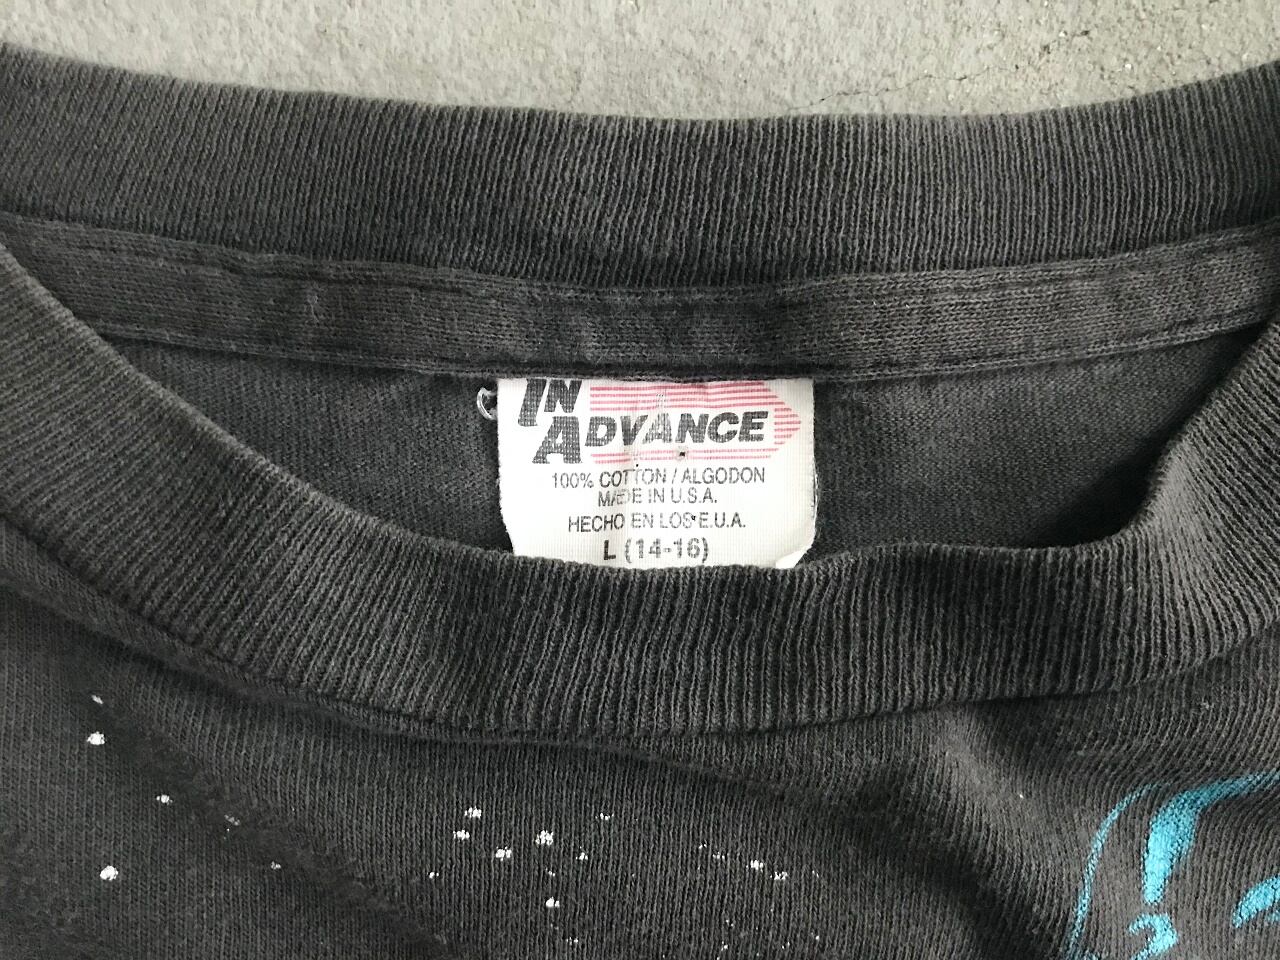 IN
ADVANCE
100% COTTON / ALGODON
MADE IN U.S.A.
HECHO EN LOS E.U.A.
L (14-16)